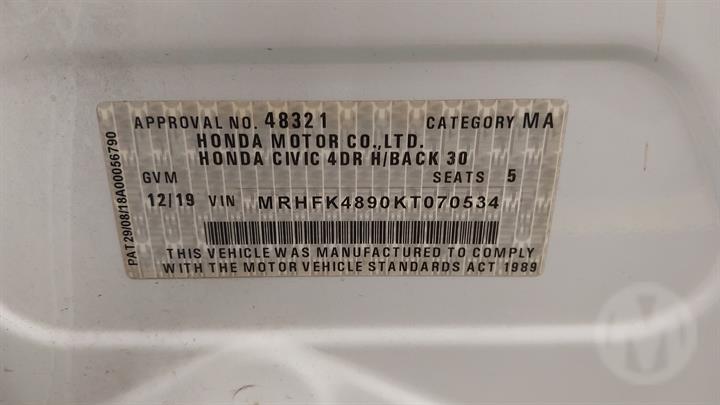 APPROVAL NO. 48321 CATEGORY MA
HONDA MOTOR CO.,LTD.
HONDA CIVIC 4DR H/BACK 30
GVM SEATS 5
12/19 VIN MRHFK4890KT070534
THIS VEHICLE WAS MANUFACTURED TO COMPLY
WITH THE MOTOR VEHICLE STANDARDS ACT 1989
PAT29/08/18A00056790
M